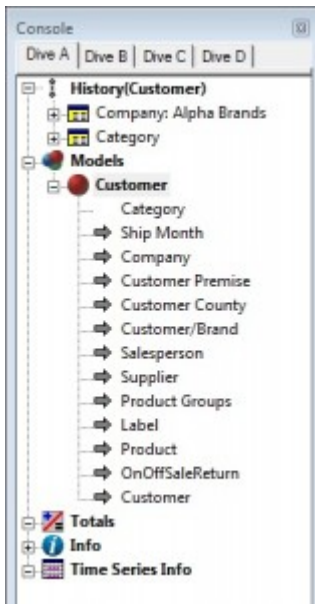 Console
Dive A Dive B Dive C Dive D
History(Customer)
Company: Alpha Brands
Category
Models
Customer
Category
Ship Month
Company
Customer Premise
Customer County
Customer/Brand
Salesperson
Supplier
Product Groups
Label
Product
OnOffSaleReturn
Customer
Totals
Info
Time Series Info